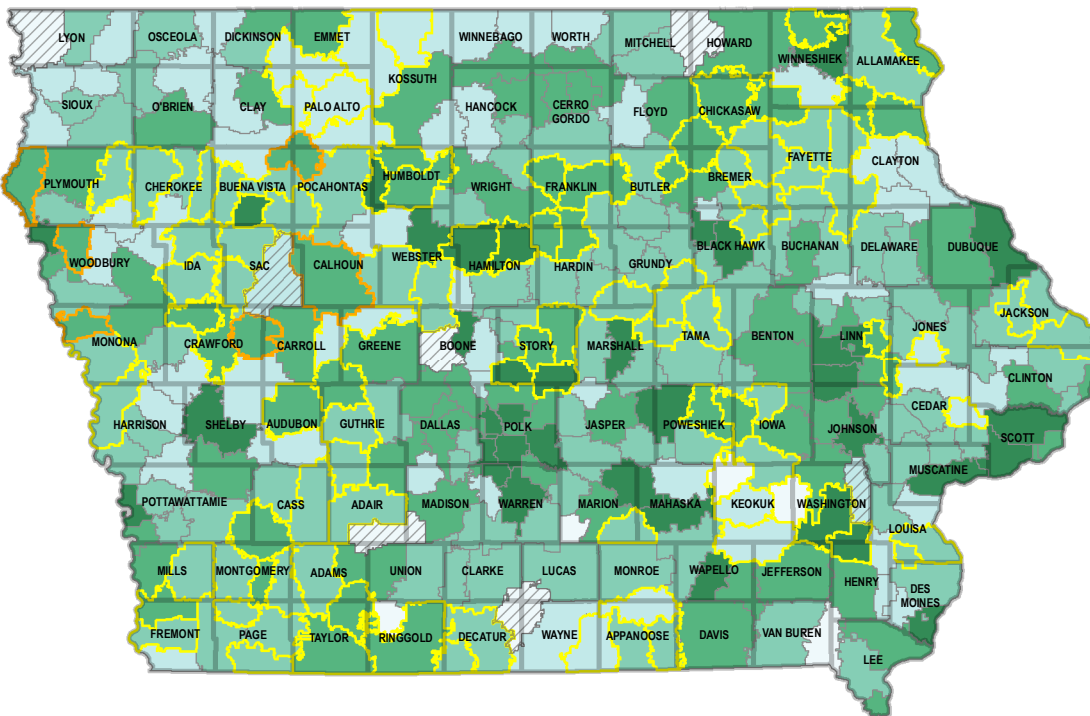 LYON
OSCEOLA
DICKINSON
EMMET
WINNEBAGO
WORTH
MITCHELL
HOWARD
WINNESHIEK
ALLAMAKEE
SIOUX
O'BRIEN
CLAY
PALO ALTO
KOSSUTH
HANCOCK
CERRO
GORDO
FLOYD
CHICKASAW
FAYETTE
CLAYTON
PLYMOUTH
CHEROKEE
BUENA VISTA
POCAHONTAS
HUMBOLDT
WRIGHT
FRANKLIN
BUTLER
BREMER
WOODBURY
IDA
SAC
CALHOUN
WEBSTER
HAMILTON
HARDIN
GRUNDY
BLACK HAWK
BUCHANAN
DELAWARE
DUBUQUE
MONONA
CRAWFORD
CARROLL
GREENE
BOONE
STORY
MARSHALL
TAMA
BENTON
LINN
JONES
JACKSON
CLINTON
HARRISON
SHELBY
AUDUBON
GUTHRIE
DALLAS
POLK
JASPER
POWESHIEK
IOWA
JOHNSON
CEDAR
SCOTT
MUSCATINE
POTTAWATTAMIE
CASS
ADAIR
MADISON
WARREN
MARION
MAHASKA
KEOKUK
WASHINGTON
LOUISA
MILLS
MONTGOMERY
ADAMS
UNION
CLARKE
LUCAS
MONROE
WAPELLO
JEFFERSON
HENRY
DES
MOINES
FREMONT
PAGE
TAYLOR
RINGGOLD
DECATUR
WAYNE
APPANOOSE
DAVIS
VAN BUREN
LEE